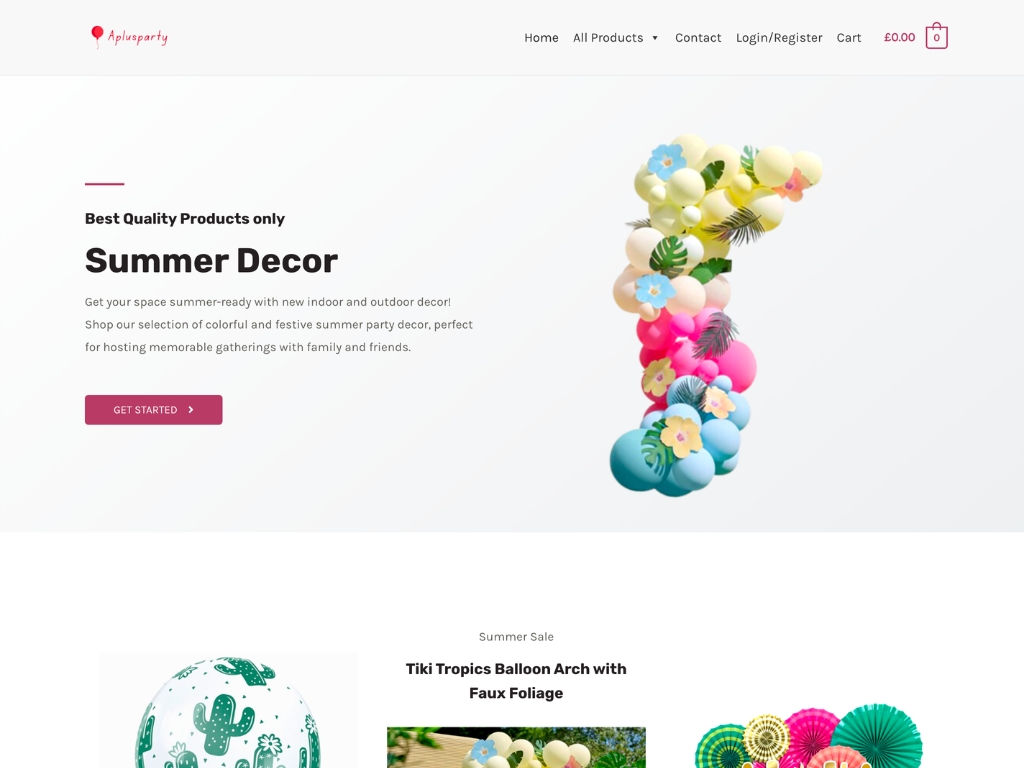 Aplusparty
Home
All Products
Contact
Login/Register
Cart
£0.00
0
Best Quality Products only
Summer Decor
Get your space summer-ready with new indoor and outdoor decor!
Shop our selection of colorful and festive summer party decor, perfect
for hosting memorable gatherings with family and friends.
GET STARTED
Summer Sale
Tiki Tropics Balloon Arch with
Faux Foliage